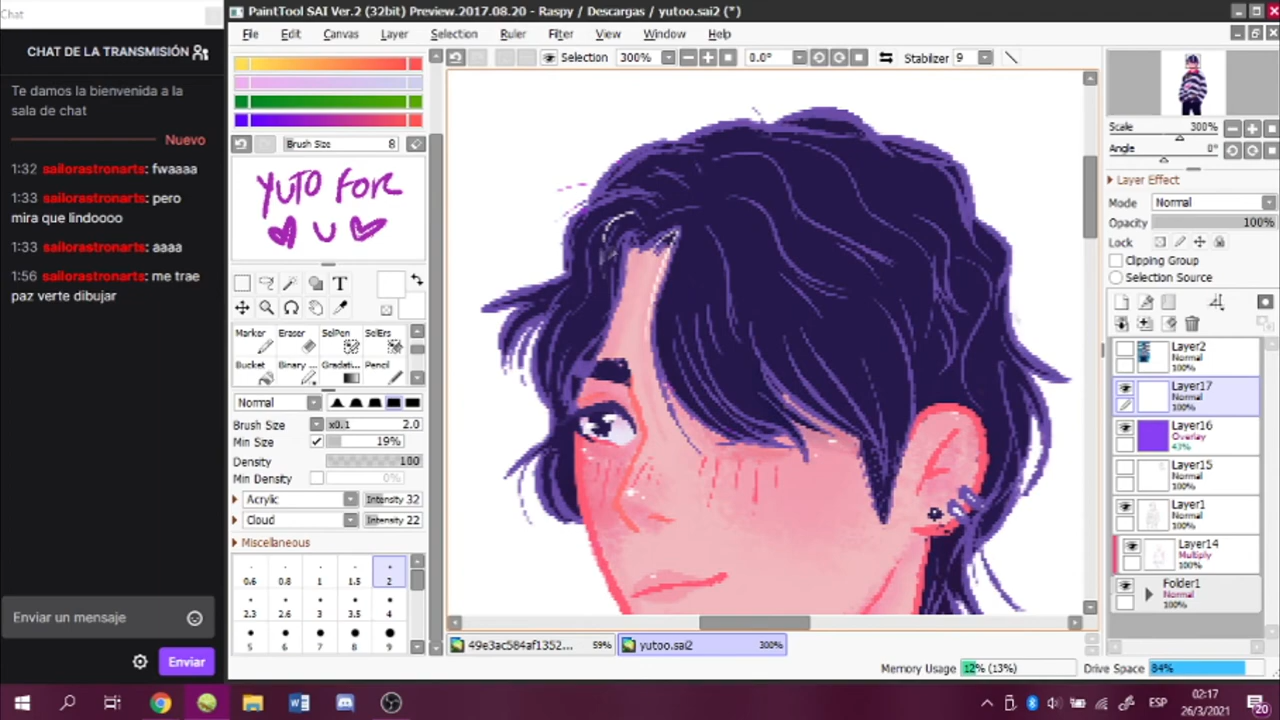 Chat
CHAT DE LA TRANSMISIÓN
Te damos la bienvenida a la
sala de chat
Nuevo
1:32 sailorastronarts: fwaaaa
1:33 sailorastronarts: pero
mira que lindoooo
1:33 sailorastronarts: aaaa
1:56 sailorastronarts: me trae
paz verte dibujar
Enviar un mensaje
Enviar
PaintTool SAI Ver.2 (32bit) Preview.2017.08.20 - Raspy / Descargas / yutoo.sai2 (*)
File Edit Canvas Layer Selection Ruler Filter View Window Help
Selection 300% 0.0° Stabilizer 9
Brush Size 8
YUTO FOR
U
T
Marker Eraser SelPen SelErs
Bucket Binary ... Gradati... Pencil
Normal
Brush Size x0.1 2.0
Min Size 19%
Density 100
Min Density 0%
Acrylic Intensity 32
Cloud Intensity 22
Miscellaneous
0.6 0.8 1 1.5 2
2.3 2.6 3 3.5 4
5 6 7 8 9
49e3ac584af1352... 59% yutoo.sai2 300%
Scale 300%
Angle 0°
Layer Effect
Mode Normal
Opacity 100%
Lock
Clipping Group
Selection Source
Layer2
Normal
100%
Layer17
Normal
100%
Layer16
Overlay
43%
Layer15
Normal
100%
Layer1
Normal
100%
Layer14
Multiply
100%
Folder1
Normal
100%
Memory Usage 12% (13%) Drive Space 84%
ESP
02:17
26/3/2021
20